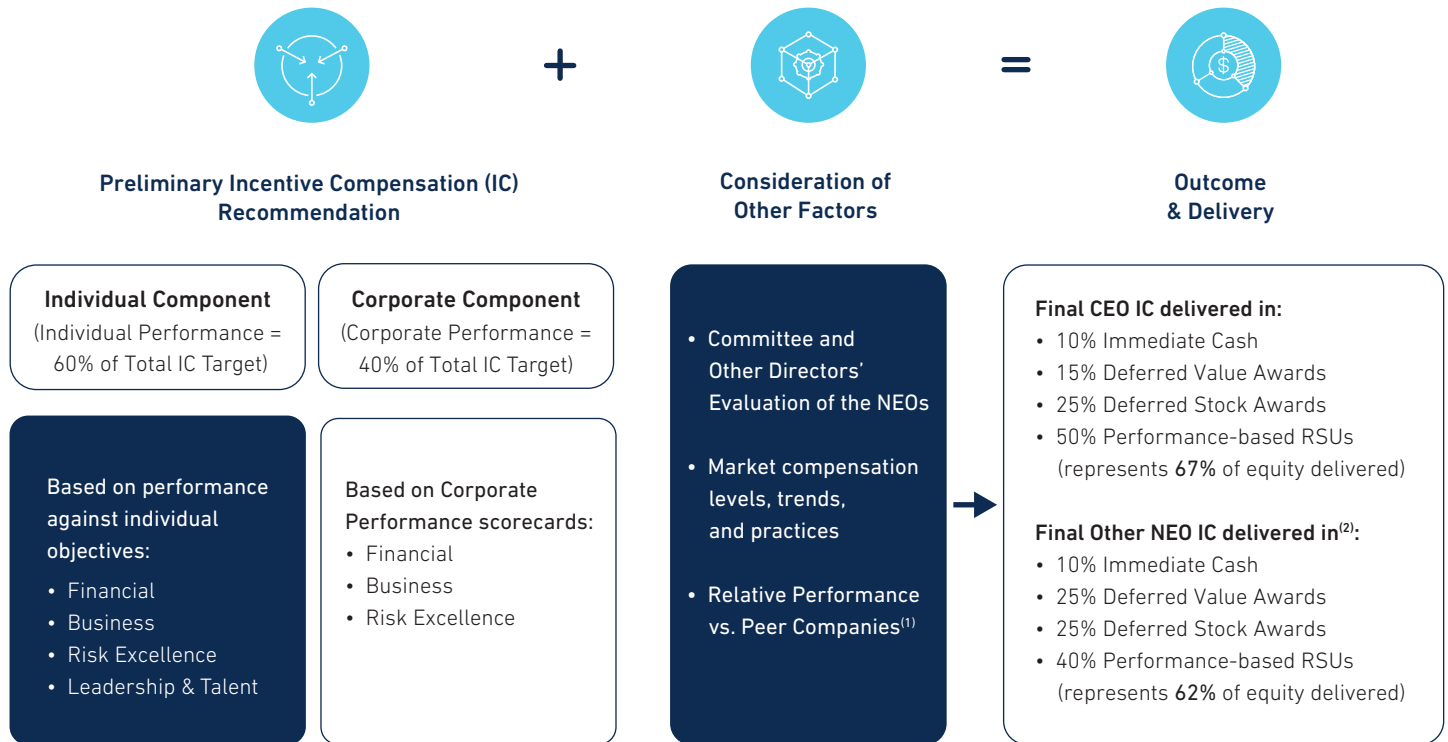 +
=
$
Preliminary Incentive Compensation (IC)
Recommendation
Consideration of
Other Factors
Outcome
& Delivery
Individual Component
(Individual Performance =
60% of Total IC Target)
Corporate Component
(Corporate Performance =
40% of Total IC Target)
Based on performance
against individual
objectives:
• Financial
• Business
• Risk Excellence
• Leadership & Talent
Based on Corporate
Performance scorecards:
• Financial
• Business
• Risk Excellence
• Committee and
Other Directors’
Evaluation of the NEOs
• Market compensation
levels, trends,
and practices
• Relative Performance
vs. Peer Companies(1)
Final CEO IC delivered in:
• 10% Immediate Cash
• 15% Deferred Value Awards
• 25% Deferred Stock Awards
• 50% Performance-based RSUs
(represents 67% of equity delivered)
Final Other NEO IC delivered in(2):
• 10% Immediate Cash
• 25% Deferred Value Awards
• 25% Deferred Stock Awards
• 40% Performance-based RSUs
(represents 62% of equity delivered)